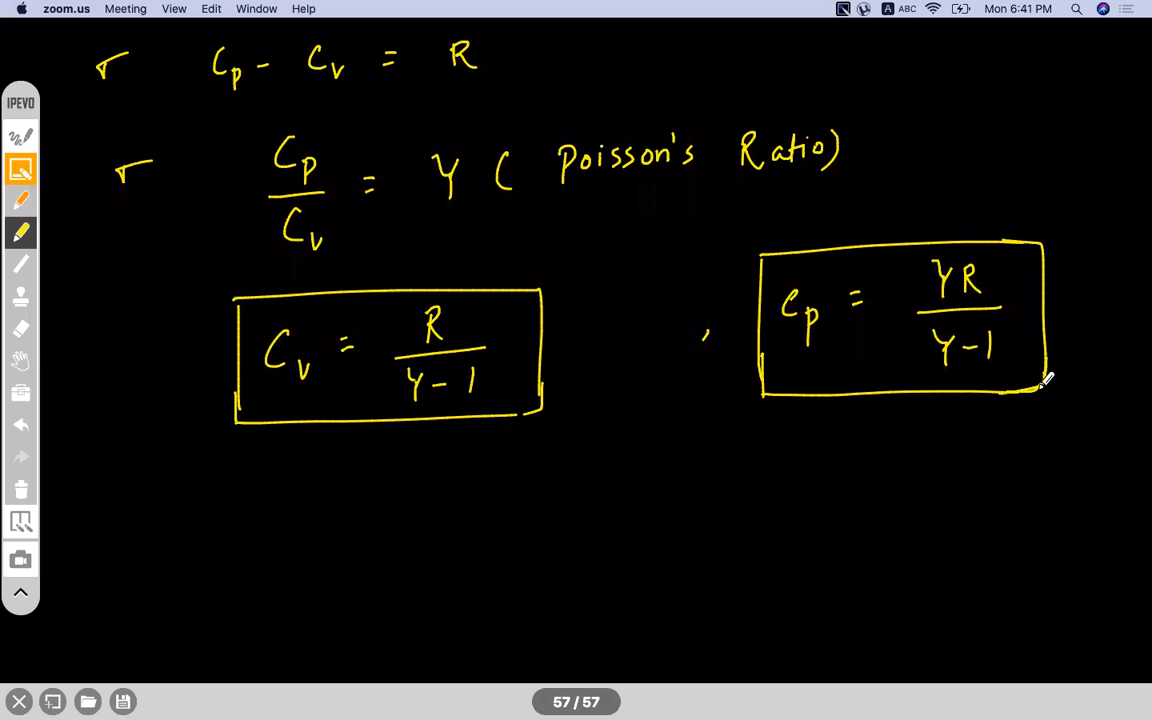 zoom.us Meeting View Edit Window Help A ABC Mon 6:41 PM
IPEVO
Cp - Cv = R
Cp/Cv = γ ( Poisson's Ratio)
Cv = R/(γ-1) , Cp = γR/(γ-1)
57 / 57